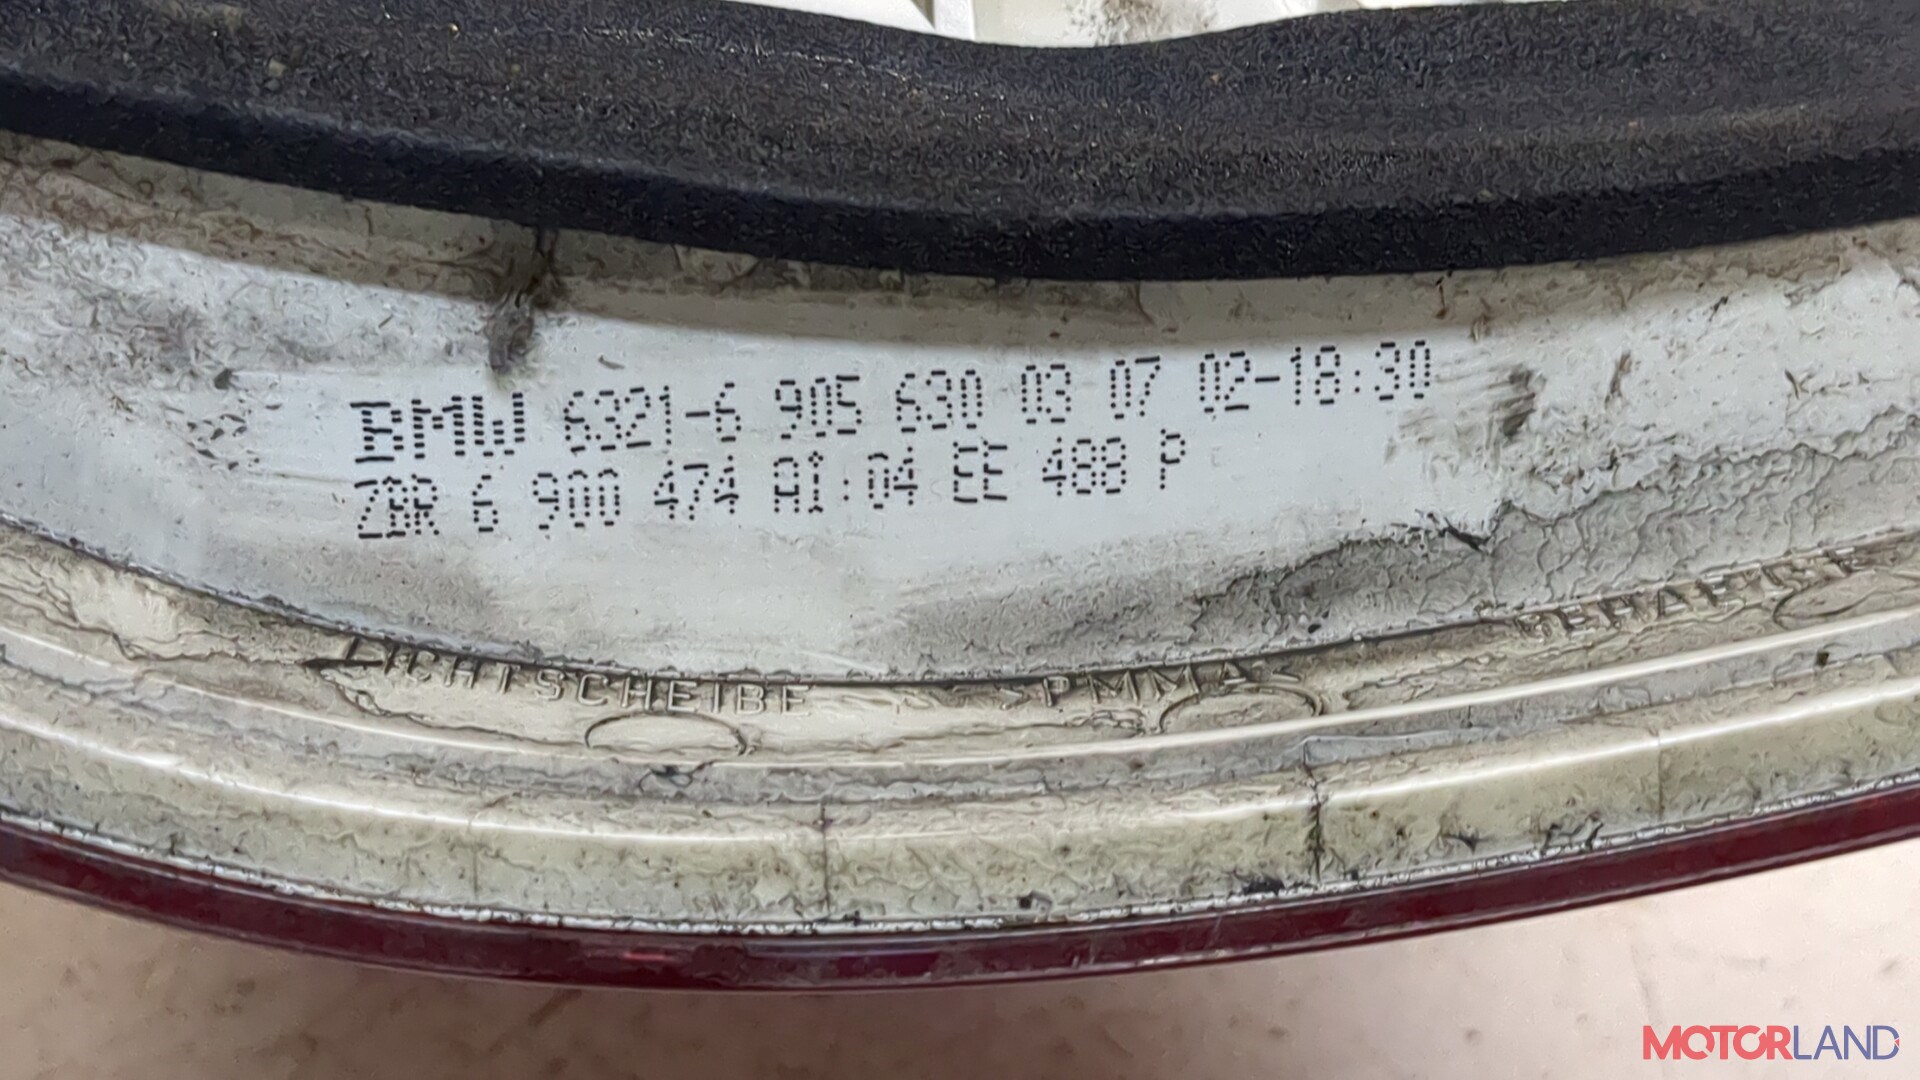 BMW 6321-6 905 630 03 07 02-18:30
ZBR 6 900 474 AI:04 EE 488 P
LICHTSCHEIBE >PMMA<
MOTORLAND